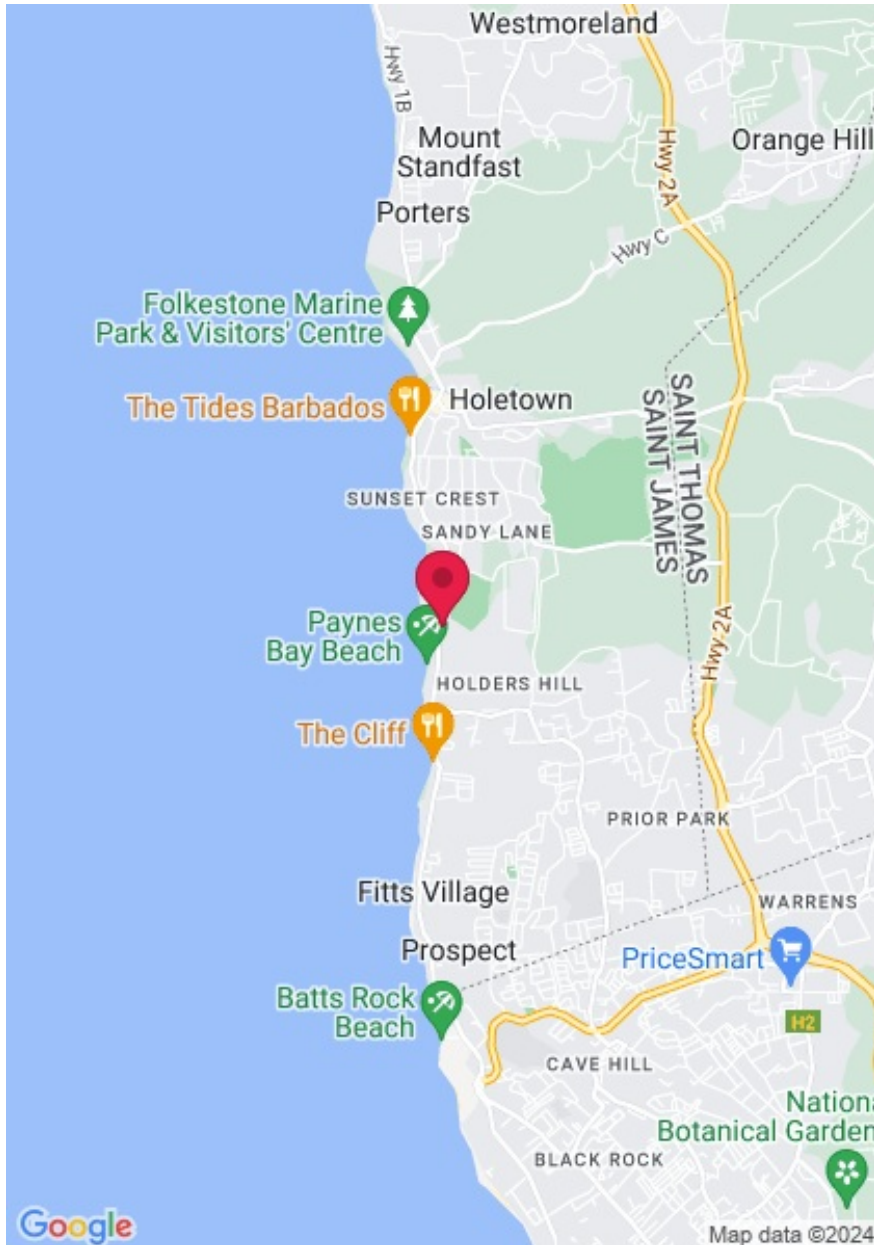 Westmoreland
Hwy 1B
Mount
Standfast
Orange Hill
Hwy 2A
Porters
Hwy C
Folkestone Marine
Park & Visitors' Centre
The Tides Barbados
Holetown
SAINT THOMAS
SAINT JAMES
SUNSET CREST
SANDY LANE
Paynes
Bay Beach
Hwy 2A
HOLDERS HILL
The Cliff
PRIOR PARK
Fitts Village
WARRENS
Prospect
PriceSmart
Batts Rock
Beach
H2
CAVE HILL
Nationa
Botanical Garden
BLACK ROCK
Google
Map data ©2024